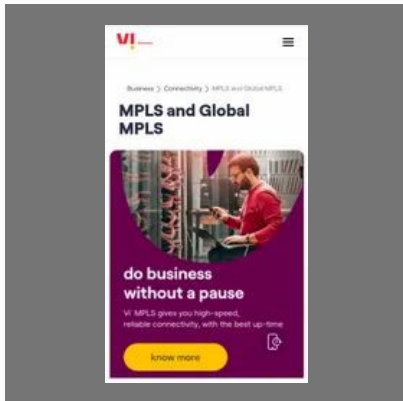 VI
Business > Connectivity > MPLS and Global MPLS
MPLS and Global
MPLS
do business
without a pause
Vi MPLS gives you high-speed,
reliable connectivity, with the best up-time
know more